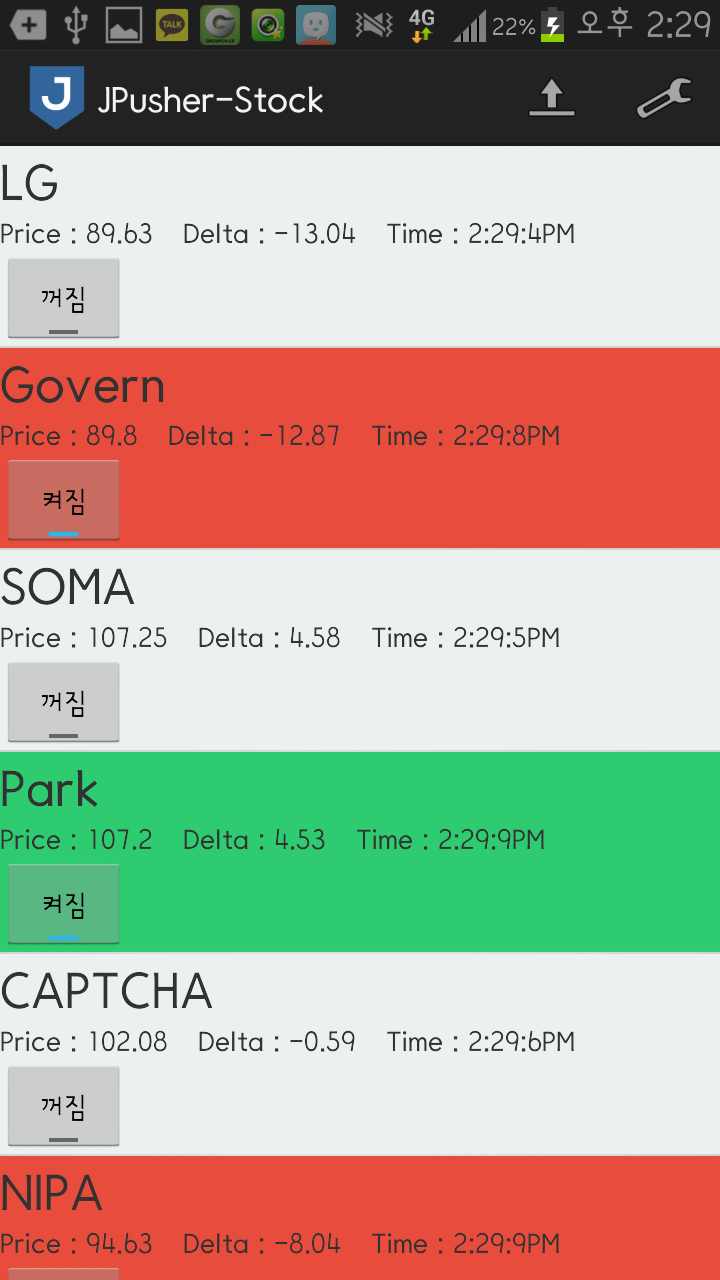 TALK
4G
22% 오후 2:29
J JPusher-Stock
LG
Price : 89.63 Delta : -13.04 Time : 2:29:4PM
꺼짐
Govern
Price : 89.8 Delta : -12.87 Time : 2:29:8PM
켜짐
SOMA
Price : 107.25 Delta : 4.58 Time : 2:29:5PM
꺼짐
Park
Price : 107.2 Delta : 4.53 Time : 2:29:9PM
켜짐
CAPTCHA
Price : 102.08 Delta : -0.59 Time : 2:29:6PM
꺼짐
NIPA
Price : 94.63 Delta : -8.04 Time : 2:29:9PM